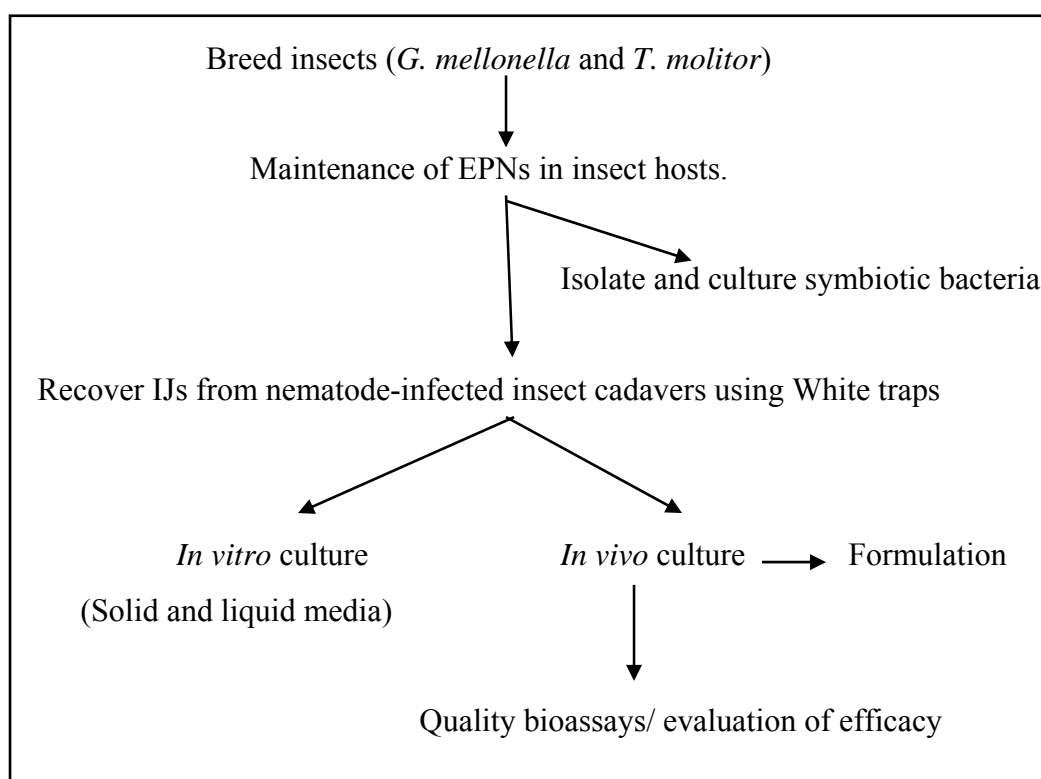 Breed insects (G. mellonella and T. molitor)
Maintenance of EPNs in insect hosts.
Isolate and culture symbiotic bacteria
Recover IJs from nematode-infected insect cadavers using White traps
In vitro culture
In vivo culture
Formulation
(Solid and liquid media)
Quality bioassays/ evaluation of efficacy